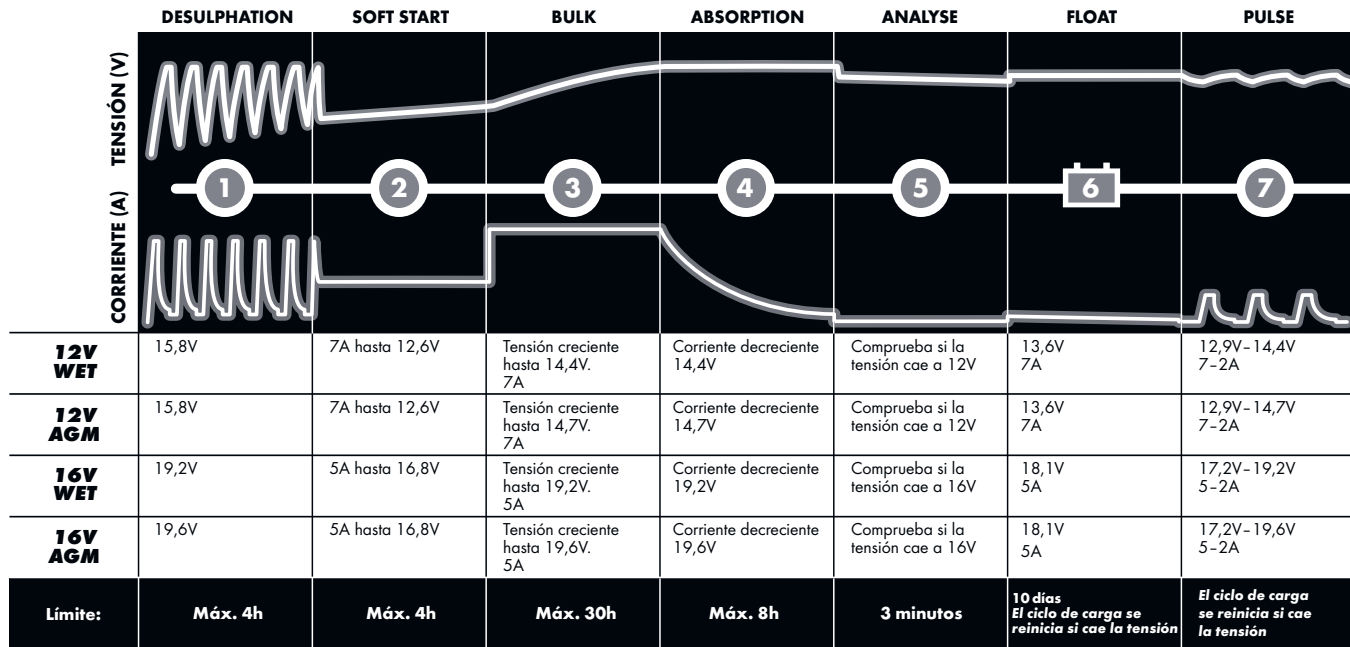 DESULPHATION SOFT START BULK ABSORPTION ANALYSE FLOAT PULSE
TENSIÓN (V)
1 2 3 4 5 6 7
CORRIENTE (A)
12V WET
15,8V
7A hasta 12,6V
Tensión creciente
hasta 14,4V.
7A
Corriente decreciente
14,4V
Comprueba si la
tensión cae a 12V
13,6V
7A
12,9V–14,4V
7–2A
12V AGM
15,8V
7A hasta 12,6V
Tensión creciente
hasta 14,7V.
7A
Corriente decreciente
14,7V
Comprueba si la
tensión cae a 12V
13,6V
7A
12,9V–14,7V
7–2A
16V WET
19,2V
5A hasta 16,8V
Tensión creciente
hasta 19,2V.
5A
Corriente decreciente
19,2V
Comprueba si la
tensión cae a 16V
18,1V
5A
17,2V–19,2V
5–2A
16V AGM
19,6V
5A hasta 16,8V
Tensión creciente
hasta 19,6V.
5A
Corriente decreciente
19,6V
Comprueba si la
tensión cae a 16V
18,1V
5A
17,2V–19,6V
5–2A
Límite:
Máx. 4h
Máx. 4h
Máx. 30h
Máx. 8h
3 minutos
10 días
El ciclo de carga se
reinicia si cae la tensión
El ciclo de carga
se reinicia si cae
la tensión